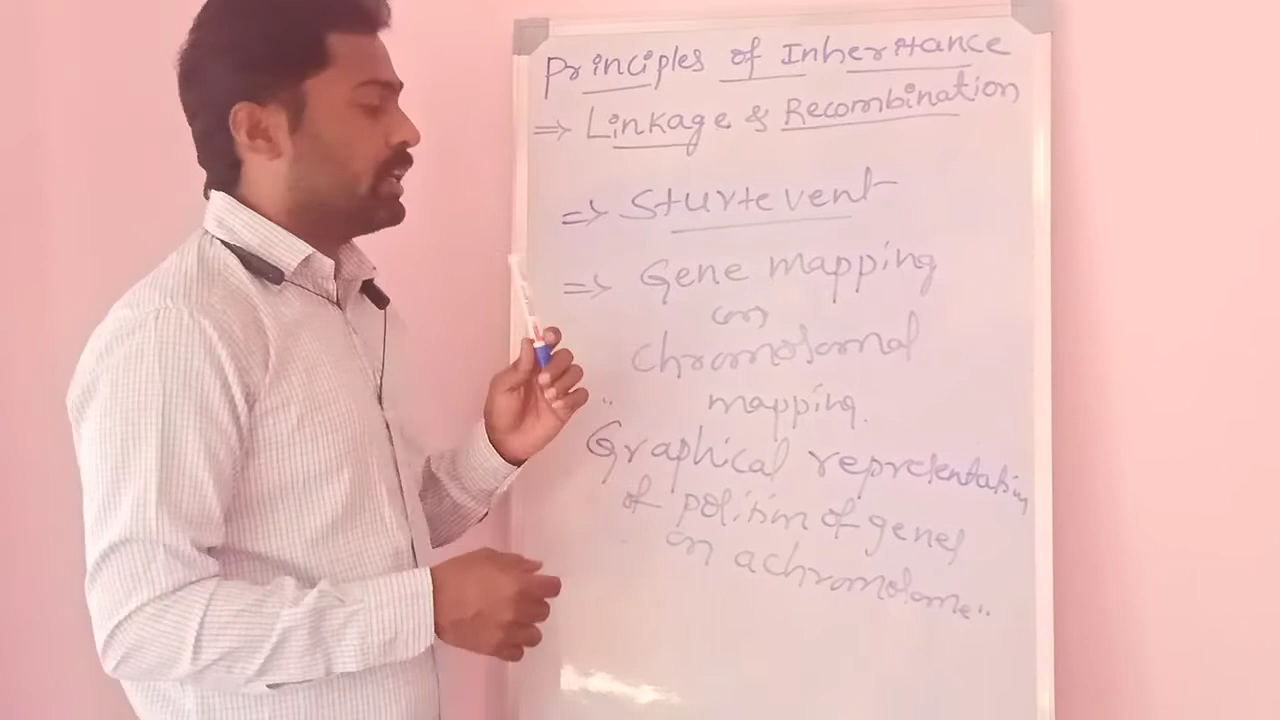 Principles of Inheritance
=> Linkage & Recombination
=> Sturtevent
=> Gene mapping
(or)
Chromosomal
mapping.
"Graphical representation
of position of genes
on a chromosome".